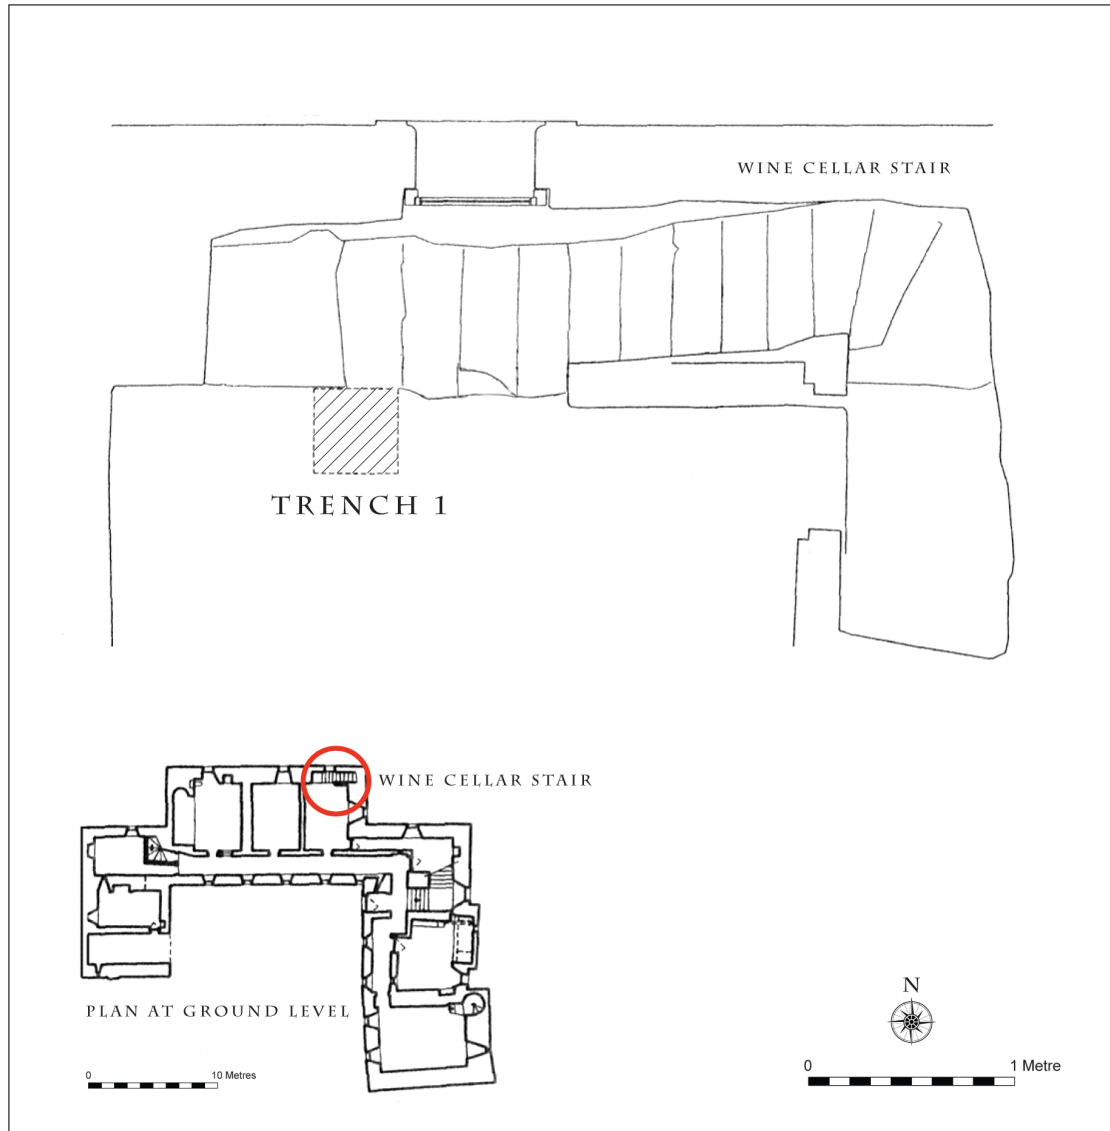 WINE CELLAR STAIR
TRENCH 1
WINE CELLAR STAIR
PLAN AT GROUND LEVEL
0 10 Metres
N
0 1 Metre